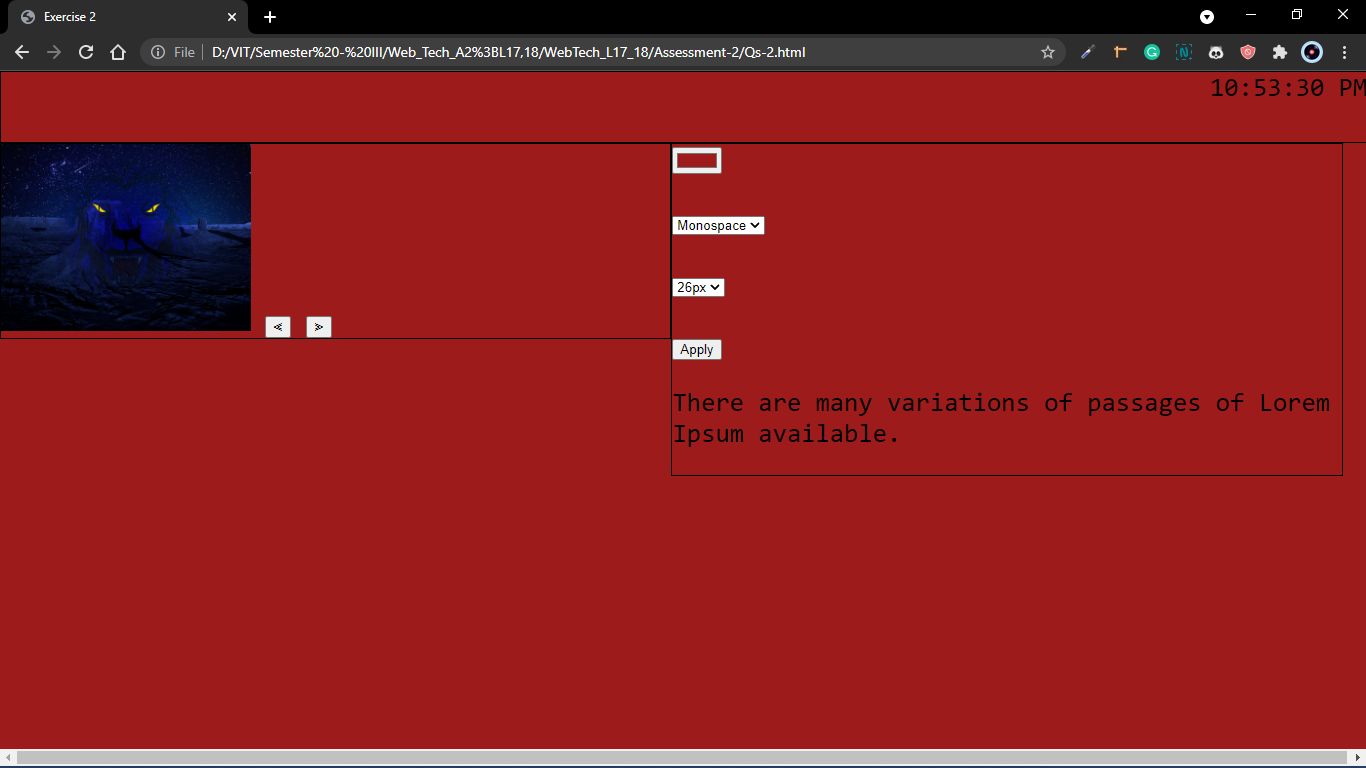 Exercise 2
File
D:/VIT/Semester%20-%20III/Web_Tech_A2%3BL17,18/WebTech_L17_18/Assessment-2/Qs-2.html
10:53:30 PM
Monospace
26px
⪡ ⪢
Apply
There are many variations of passages of Lorem
Ipsum available.